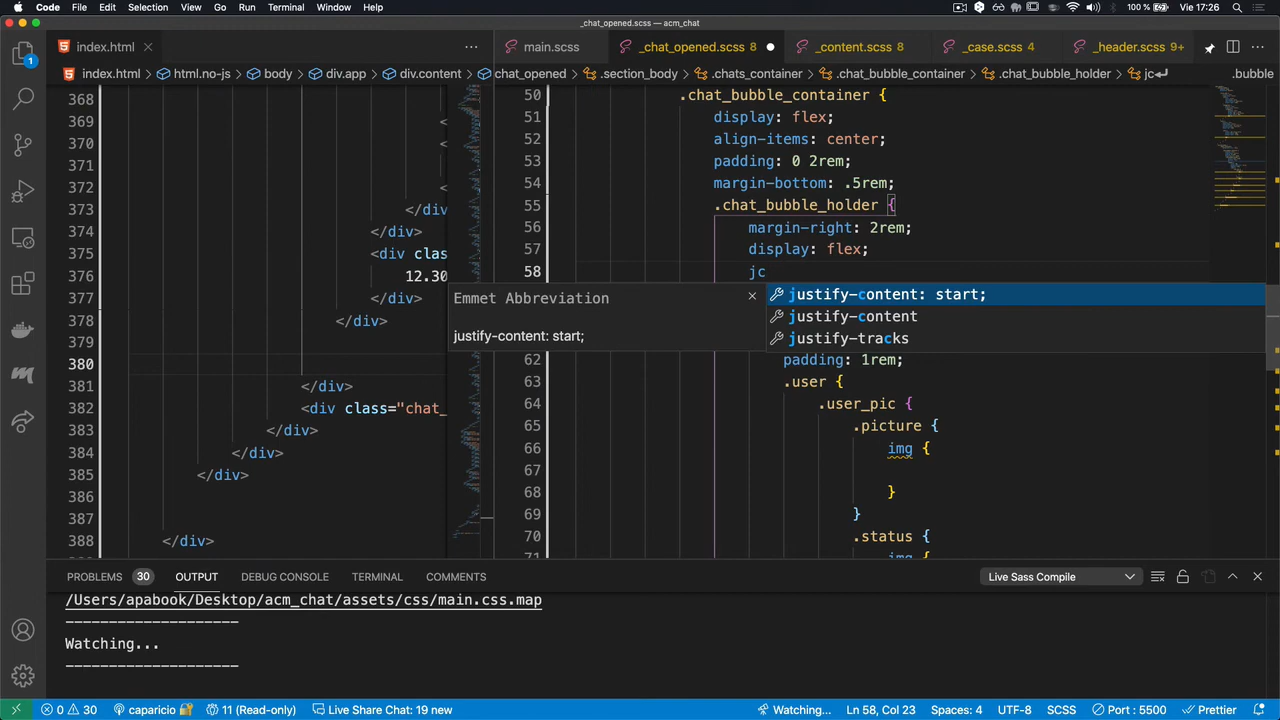 Code File Edit Selection View Go Run Terminal Window Help
100 % Vie 17:26
_chat_opened.scss — acm_chat
index.html
main.scss
_chat_opened.scss 8
_content.scss 8
_case.scss 4
_header.scss 9+
index.html > html.no-js > body > div.app > div.content > chat_opened > .section_body > .chats_container > .chat_bubble_container > .chat_bubble_holder > jc
.bubble
1
368
369
370
371
372
373 </div
374 </div>
375 <div clas
376 12.30
377 </div>
378 </div>
379
380
381 </div>
382 <div class="chat_
383 </div>
384 </div>
385 </div>
386
387
388 </div>
50 .chat_bubble_container {
51 display: flex;
52 align-items: center;
53 padding: 0 2rem;
54 margin-bottom: .5rem;
55 .chat_bubble_holder {
56 margin-right: 2rem;
57 display: flex;
58 jc
Emmet Abbreviation
justify-content: start;
justify-content: start;
justify-content
justify-tracks
62 padding: 1rem;
63 .user {
64 .user_pic {
65 .picture {
66 img {
67
68 }
69 }
70 .status {
71 img {
PROBLEMS 30 OUTPUT DEBUG CONSOLE TERMINAL COMMENTS
Live Sass Compile
/Users/apabook/Desktop/acm_chat/assets/css/main.css.map
--------------------
Watching...
--------------------
0 30 caparicio 11 (Read-only) Live Share Chat: 19 new
Watching... Ln 58, Col 23 Spaces: 4 UTF-8 LF SCSS Port : 5500 Prettier